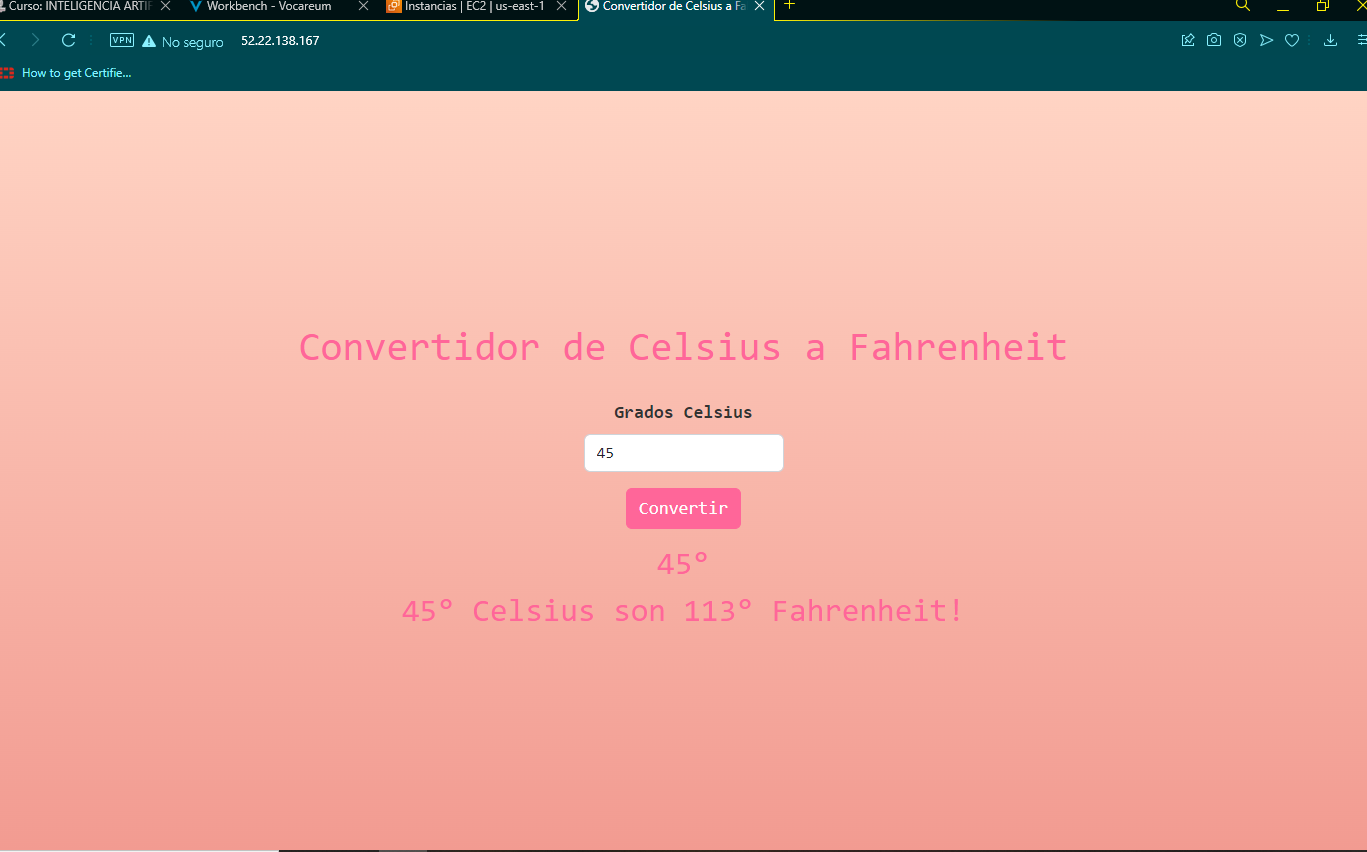 Curso: INTELIGENCIA ARTIF
Workbench - Vocareum
Instancias | EC2 | us-east-1
Convertidor de Celsius a Fa
VPN
No seguro
52.22.138.167
How to get Certifie...
Convertidor de Celsius a Fahrenheit
Grados Celsius
45
Convertir
45°
45° Celsius son 113° Fahrenheit!